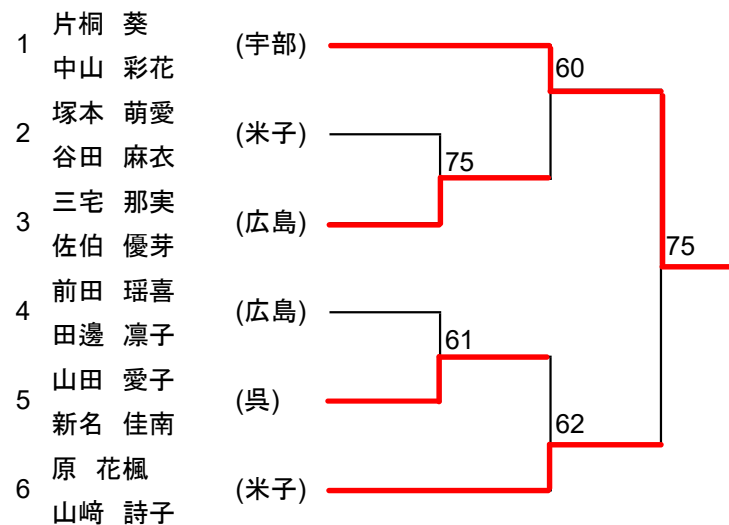 片桐 葵
1 (宇部)
中山 彩花
60
塚本 萌愛
2 (米子)
谷田 麻衣
75
三宅 那実
3 (広島)
佐伯 優芽
75
前田 瑶喜
4 (広島)
田邊 凛子
61
山田 愛子
5 (呉)
新名 佳南
62
原 花楓
6 (米子)
山﨑 詩子